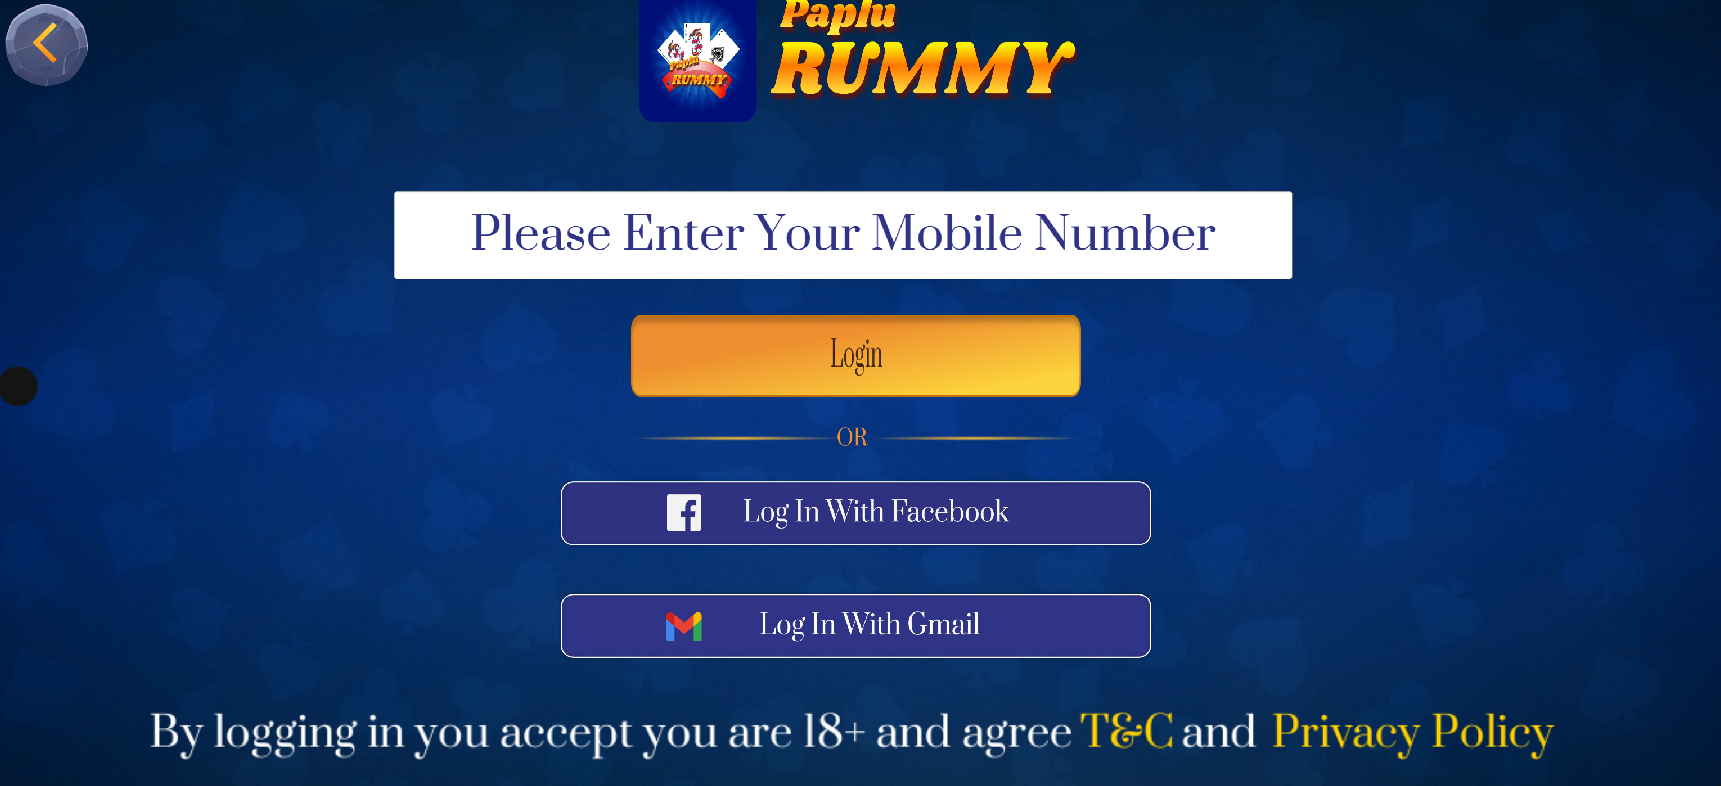 Paplu
RUMMY
Paplu
RUMMY
Please Enter Your Mobile Number
Login
OR
Log In With Facebook
Log In With Gmail
By logging in you accept you are 18+ and agree T&C and Privacy Policy